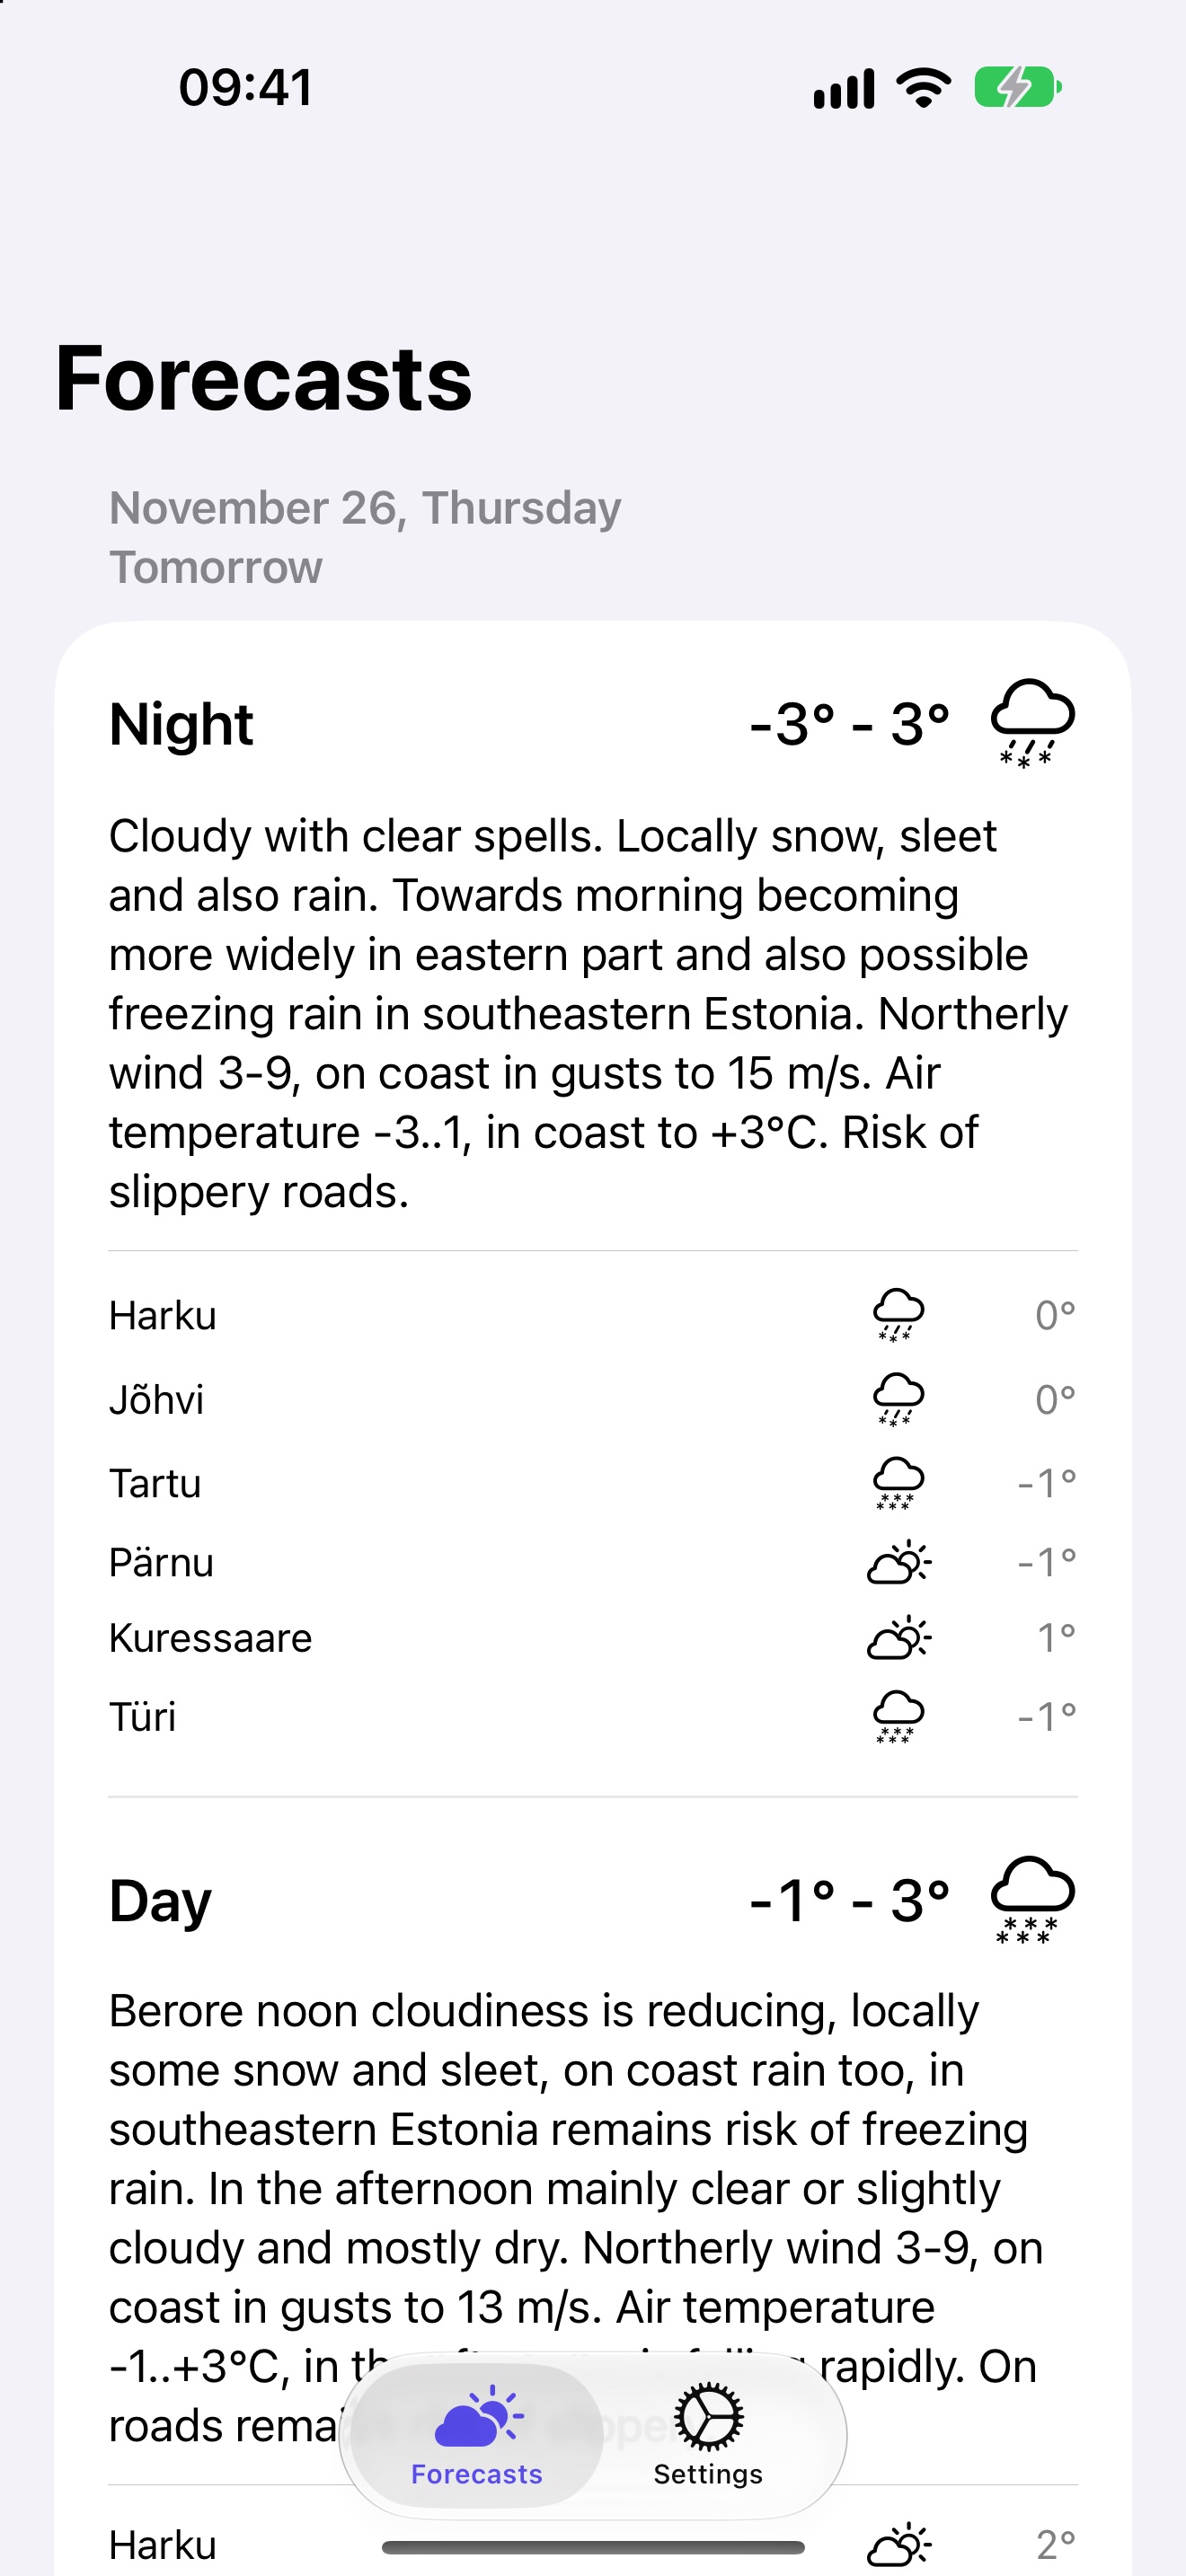 09:41
Forecasts
November 26, Thursday
Tomorrow
Night -3° - 3°
Cloudy with clear spells. Locally snow, sleet
and also rain. Towards morning becoming
more widely in eastern part and also possible
freezing rain in southeastern Estonia. Northerly
wind 3-9, on coast in gusts to 15 m/s. Air
temperature -3..1, in coast to +3°C. Risk of
slippery roads.
Harku 0°
Jõhvi 0°
Tartu -1°
Pärnu -1°
Kuressaare 1°
Türi -1°
Day -1° - 3°
Berore noon cloudiness is reducing, locally
some snow and sleet, on coast rain too, in
southeastern Estonia remains risk of freezing
rain. In the afternoon mainly clear or slightly
cloudy and mostly dry. Northerly wind 3-9, on
coast in gusts to 13 m/s. Air temperature
-1..+3°C, in rapidly. On
roads
Forecasts Settings
Harku 2°